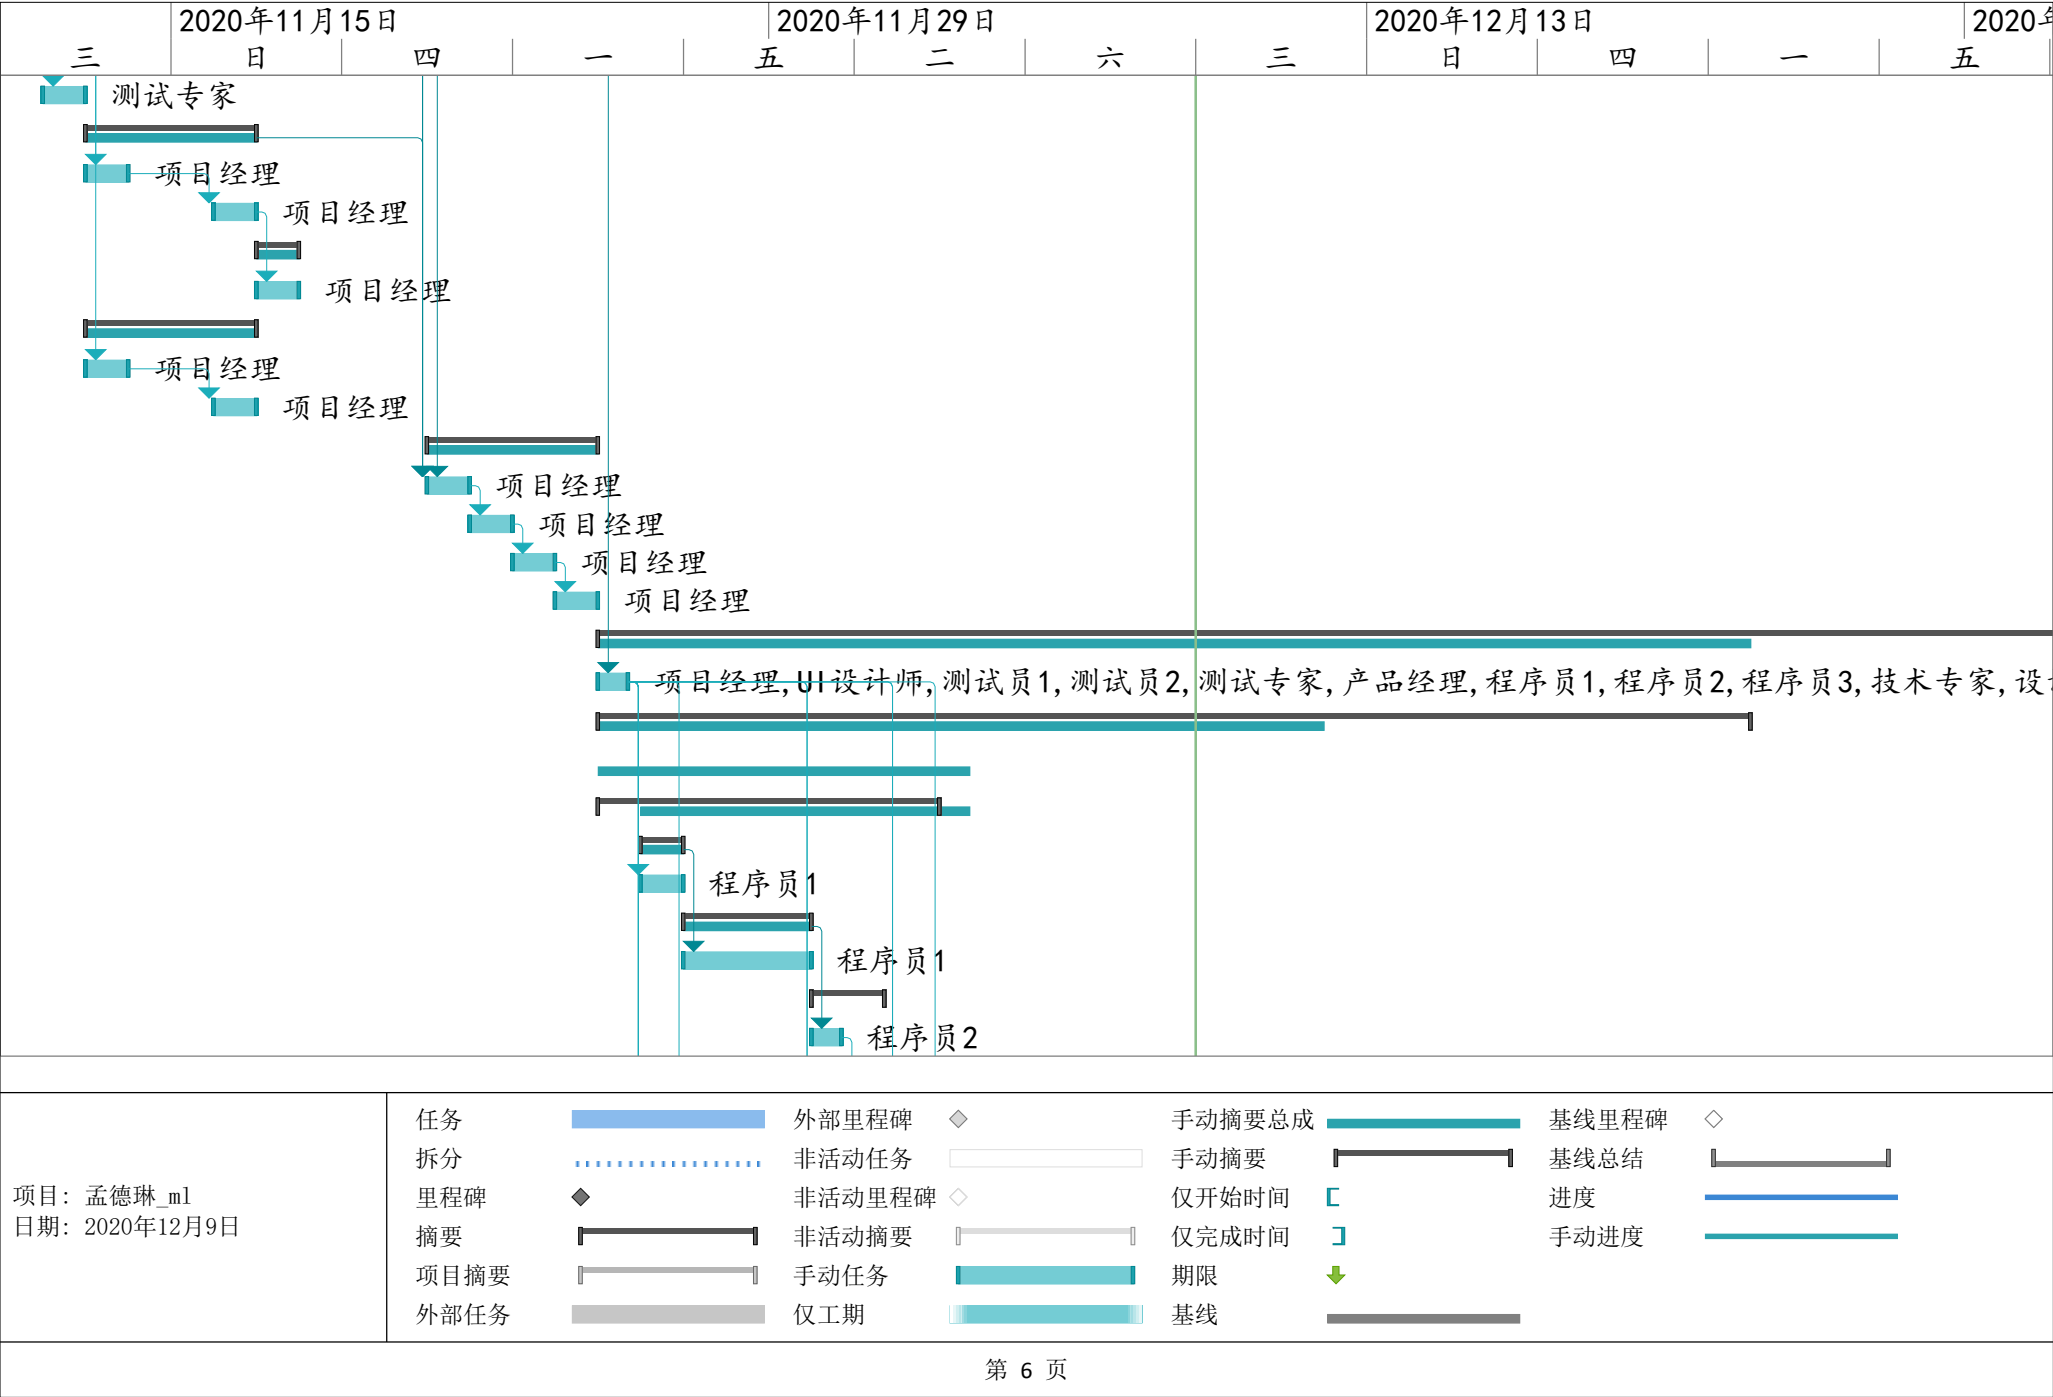 2020年11月15日 2020年11月29日 2020年12月13日 2020年
三 日 四 一 五 二 六 三 日 四 一 五
测试专家
项目经理
项目经理
项目经理
项目经理
项目经理
项目经理
项目经理
项目经理
项目经理
项目经理,UI设计师,测试员1,测试员2,测试专家,产品经理,程序员1,程序员2,程序员3,技术专家,设
程序员1
程序员1
程序员2
项目: 孟德琳_ml
日期: 2020年12月9日
任务 外部里程碑 手动摘要总成 基线里程碑
拆分 非活动任务 手动摘要 基线总结
里程碑 非活动里程碑 仅开始时间 进度
摘要 非活动摘要 仅完成时间 手动进度
项目摘要 手动任务 期限
外部任务 仅工期 基线
第 6 页